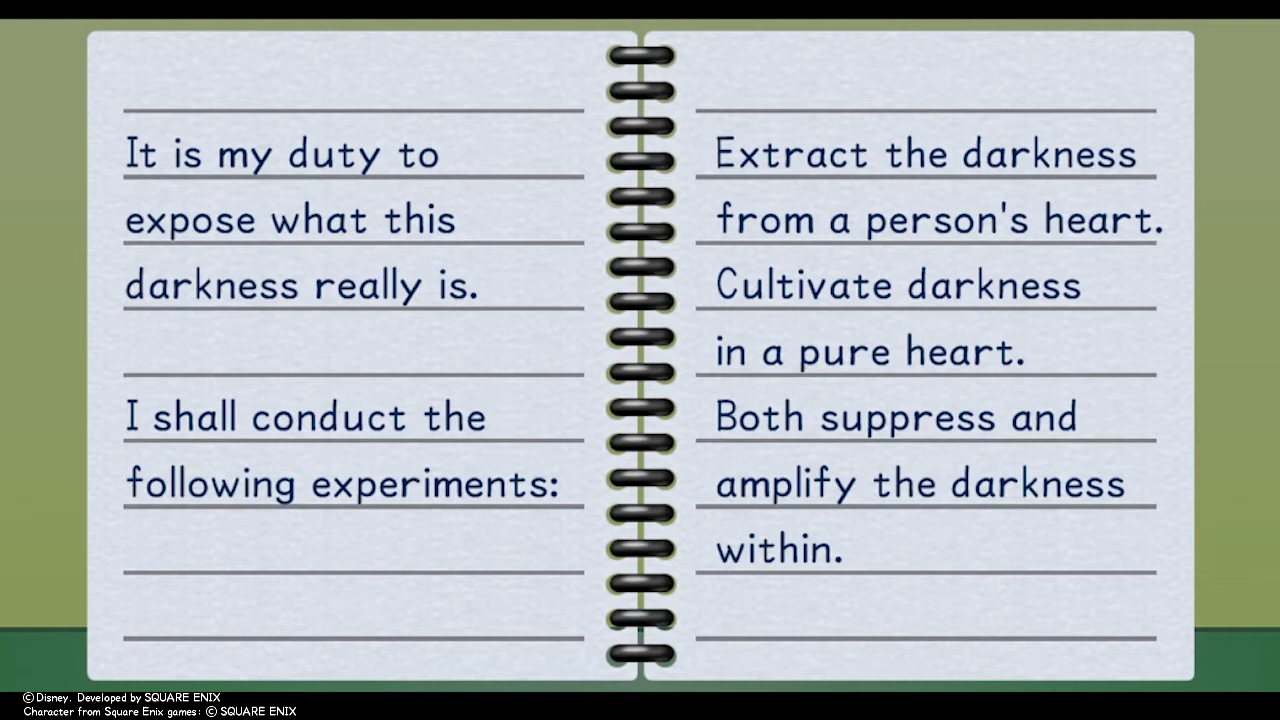 It is my duty to
expose what this
darkness really is.
I shall conduct the
following experiments:
Extract the darkness
from a person's heart.
Cultivate darkness
in a pure heart.
Both suppress and
amplify the darkness
within.
©Disney. Developed by SQUARE ENIX
Character from Square Enix games: © SQUARE ENIX